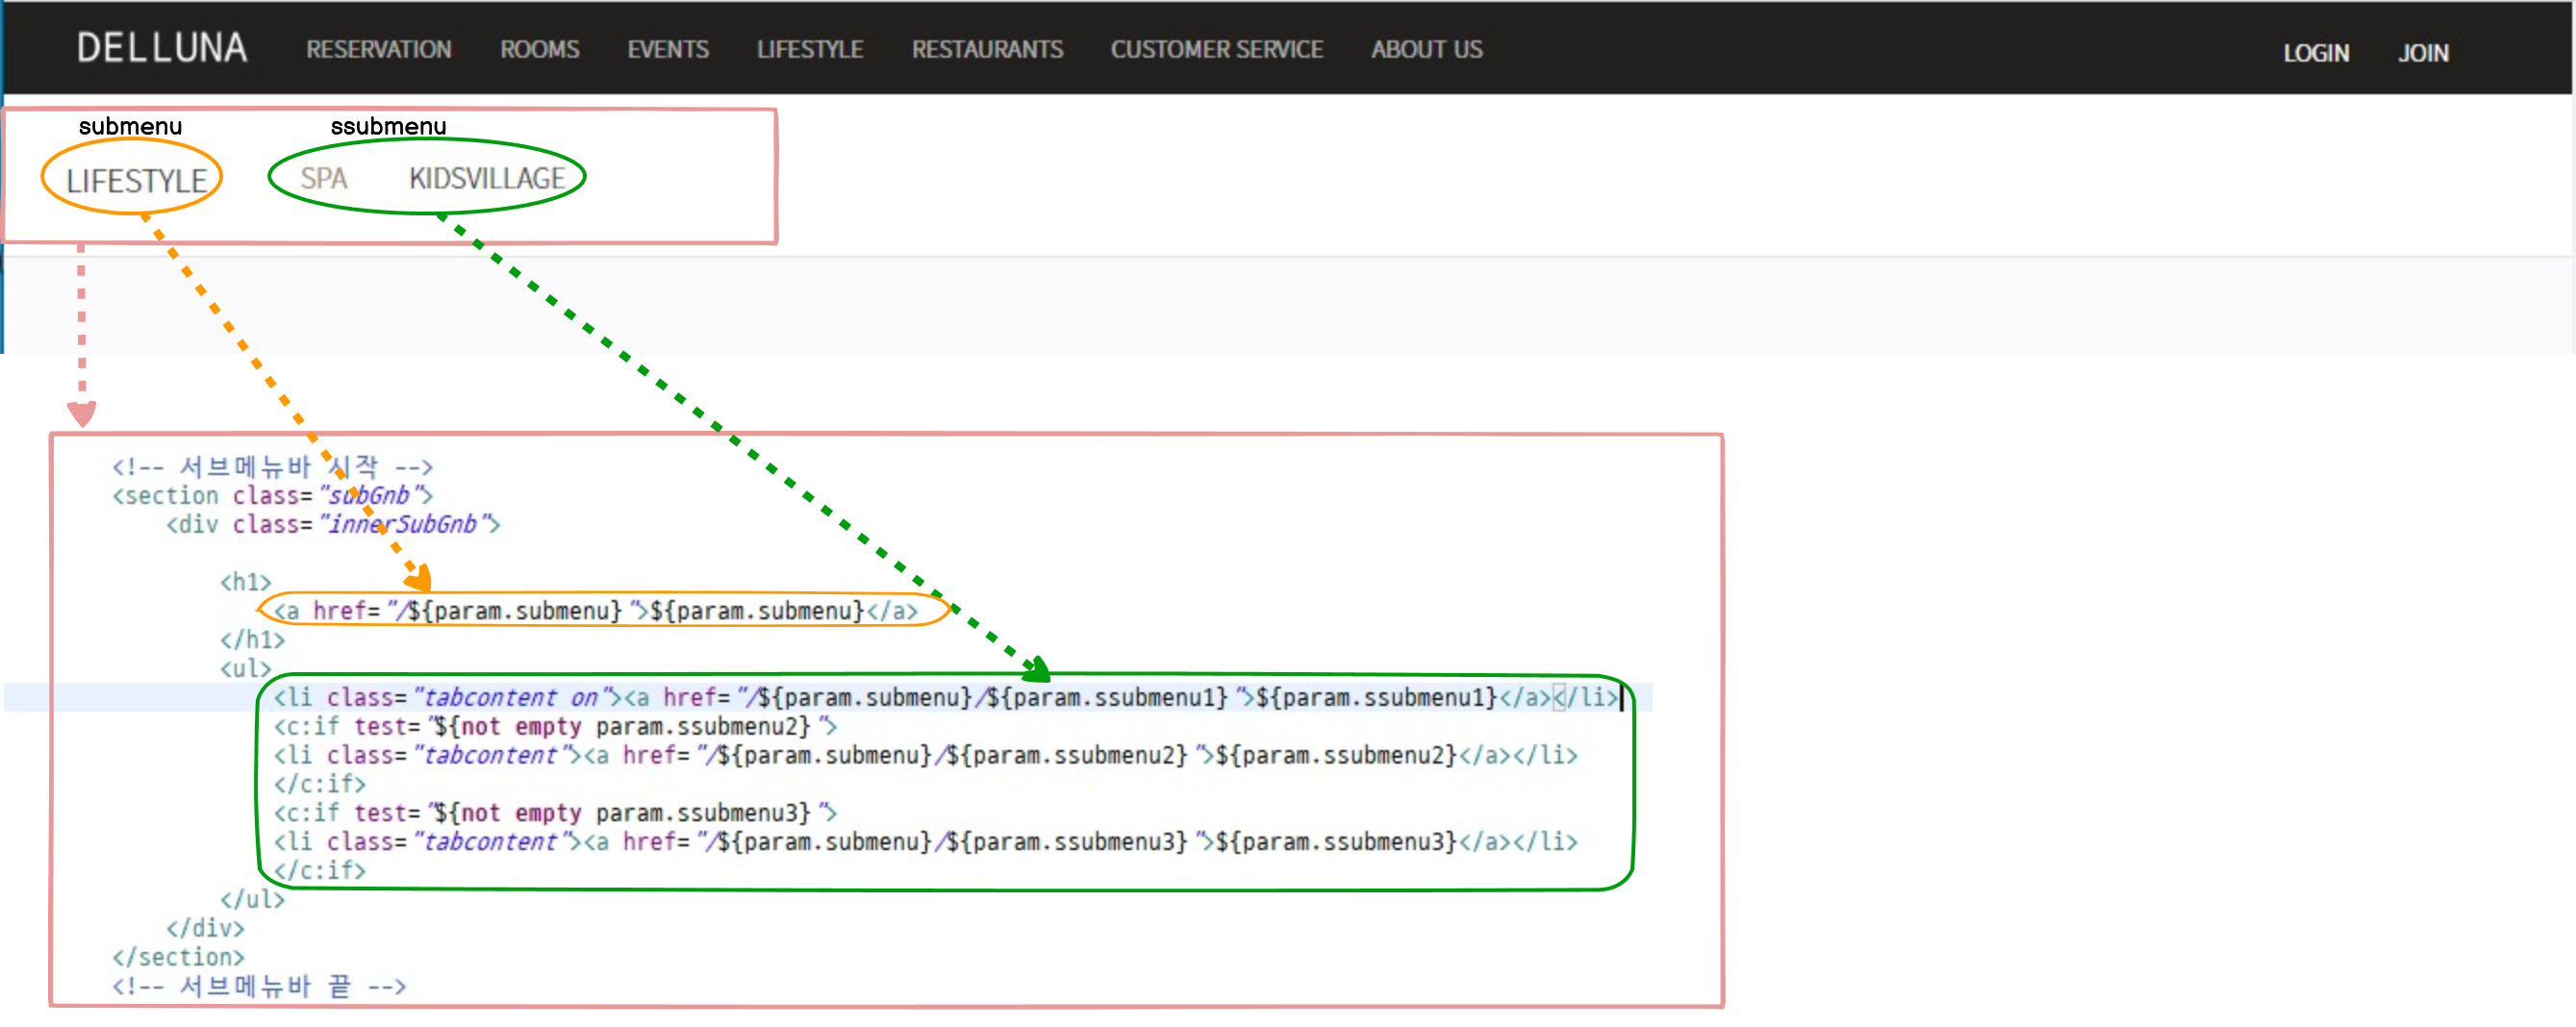 DELLUNA RESERVATION ROOMS EVENTS LIFESTYLE RESTAURANTS CUSTOMER SERVICE ABOUT US LOGIN JOIN
submenu ssubmenu
LIFESTYLE SPA KIDSVILLAGE
<!-- 서브메뉴바 시작 -->
<section class="subGnb">
<div class="innerSubGnb">
<h1>
<a href="/${param.submenu}">${param.submenu}</a>
</h1>
<ul>
<li class="tabcontent on"><a href="/${param.submenu}/${param.ssubmenu1}">${param.ssubmenu1}</a></li>
<c:if test="${not empty param.ssubmenu2}">
<li class="tabcontent"><a href="/${param.submenu}/${param.ssubmenu2}">${param.ssubmenu2}</a></li>
</c:if>
<c:if test="${not empty param.ssubmenu3}">
<li class="tabcontent"><a href="/${param.submenu}/${param.ssubmenu3}">${param.ssubmenu3}</a></li>
</c:if>
</ul>
</div>
</section>
<!-- 서브메뉴바 끝 -->